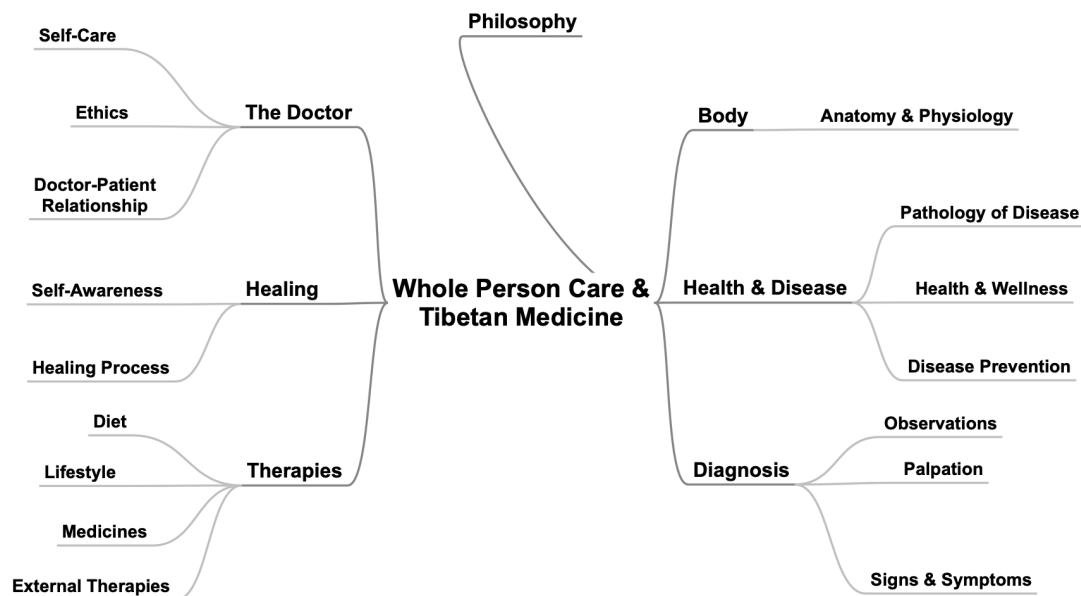 Philosophy
Self-Care
Ethics
The Doctor
Doctor-Patient
Relationship
Self-Awareness
Healing
Healing Process
Diet
Lifestyle
Therapies
Medicines
External Therapies
Whole Person Care &
Tibetan Medicine
Body
Anatomy & Physiology
Pathology of Disease
Health & Disease
Health & Wellness
Disease Prevention
Observations
Diagnosis
Palpation
Signs & Symptoms